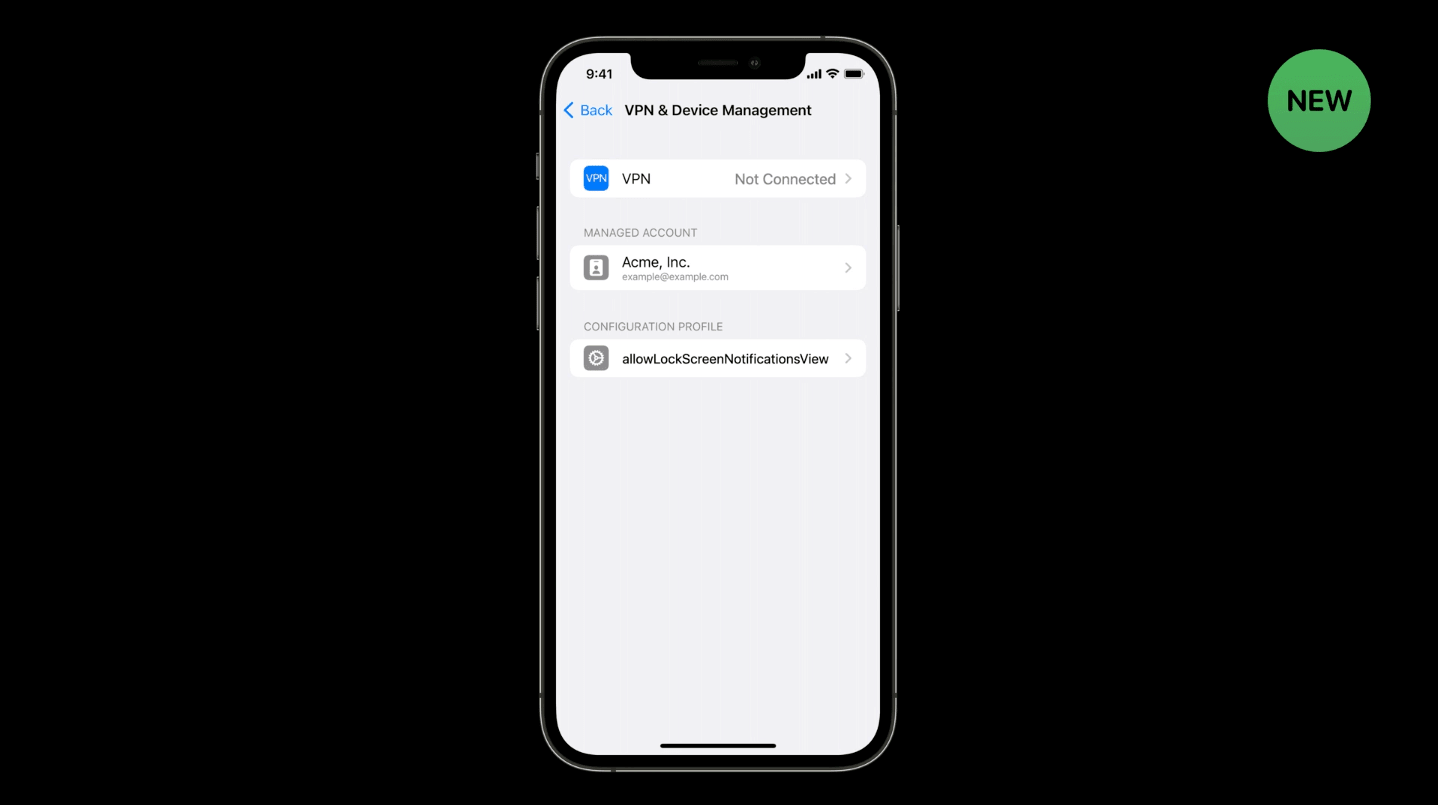 NEW
9:41
Back VPN & Device Management
VPN VPN Not Connected
MANAGED ACCOUNT
Acme, Inc.
example@example.com
CONFIGURATION PROFILE
allowLockScreenNotificationsView